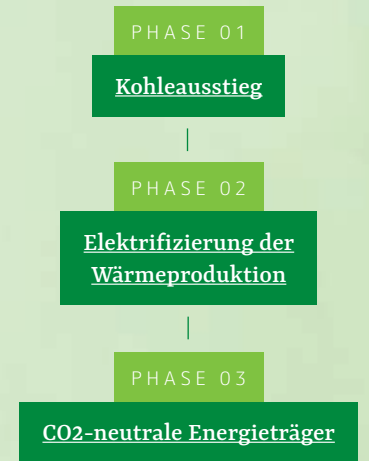 PHASE 01
Kohleausstieg
PHASE 02
Elektrifizierung der
Wärmeproduktion
PHASE 03
CO2-neutrale Energieträger